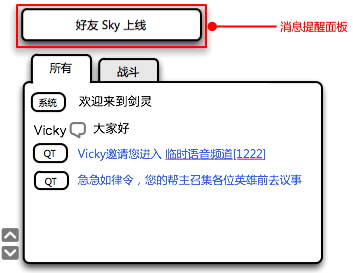 好友 Sky 上线
消息提醒面板
所有 战斗
系统 欢迎来到剑灵
Vicky 大家好
QT Vicky邀请您进入 临时语音频道[1222]
QT 急急如律令，您的帮主召集各位英雄前去议事